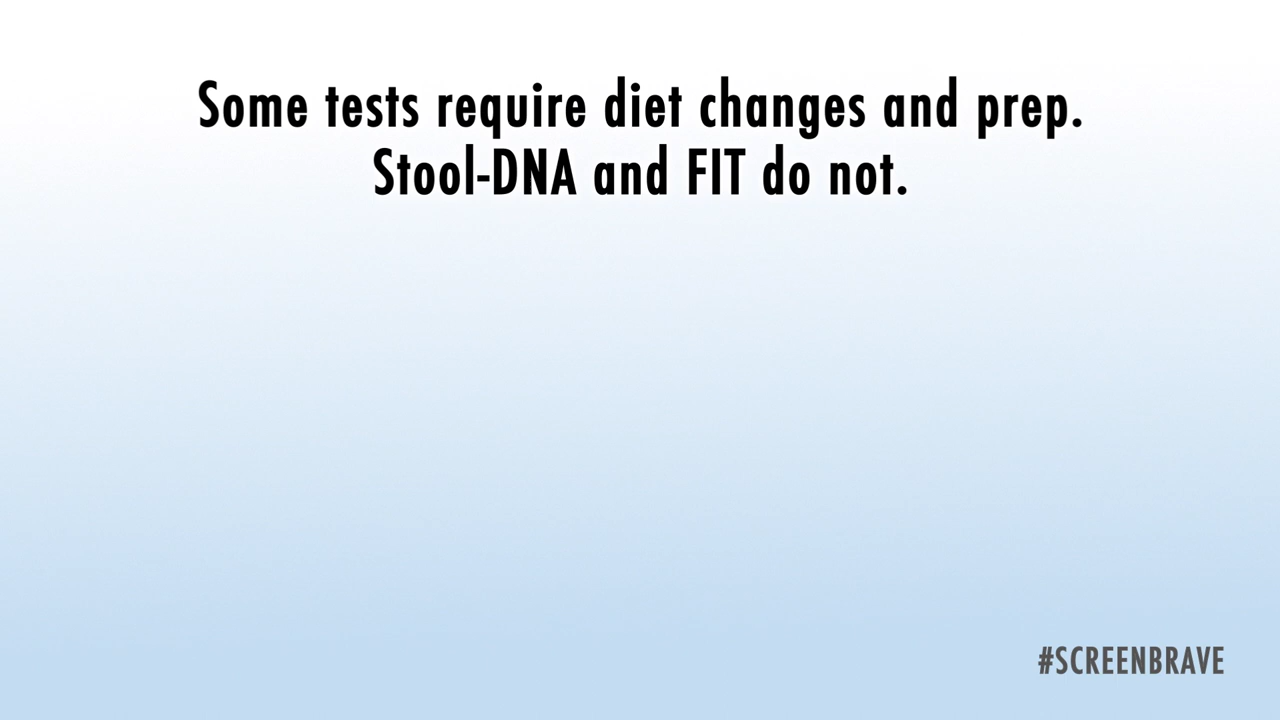 Some tests require diet changes and prep.
Stool-DNA and FIT do not.
#SCREENBRAVE